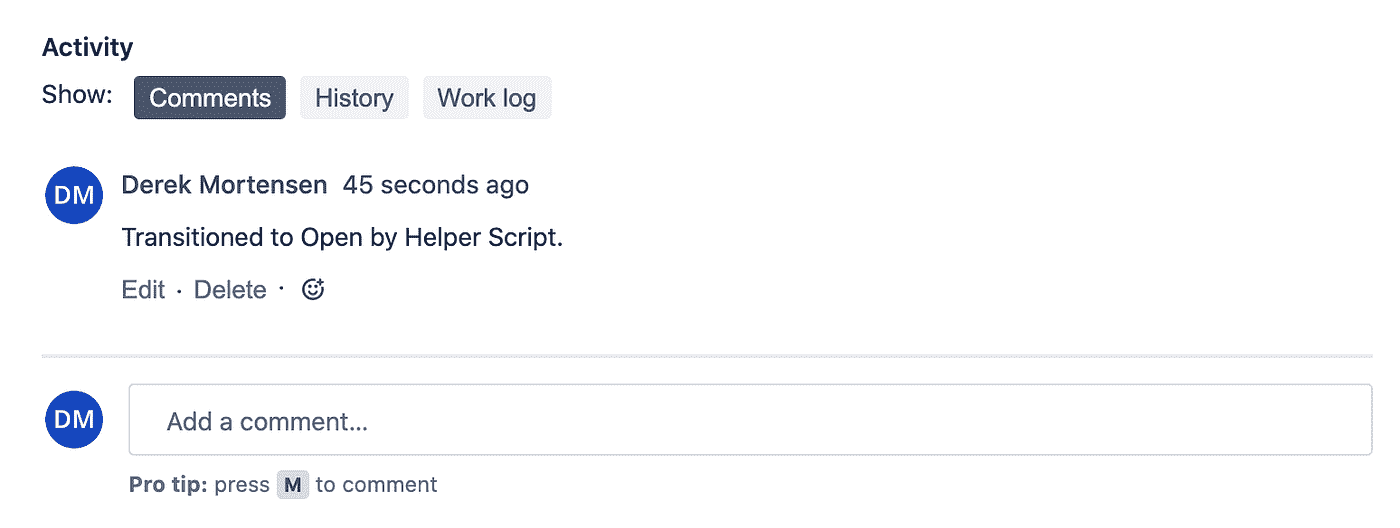 Activity
Show: Comments History Work log
DM Derek Mortensen 45 seconds ago
Transitioned to Open by Helper Script.
Edit · Delete ·
DM Add a comment...
Pro tip: press M to comment